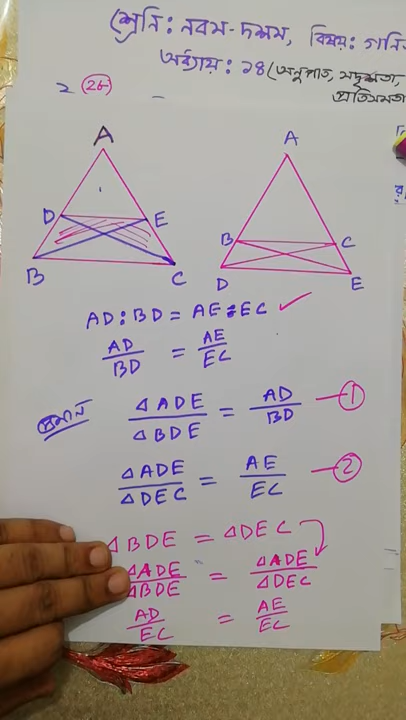 শ্রেনি: নবম-দশম, বিষয়: গনি
অধ্যায়: ১৪ (অনুপাত, সদৃশতা,
প্রতিসমতা
২ (26)
A A
D E B C
B C D E
AD : BD = AE : EC ✓
AD/BD = AE/EC
প্রমাণ △ADE/△BDE = AD/BD —①
△ADE/△DEC = AE/EC —②
△BDE = △DEC
△ADE/△BDE = △ADE/△DEC
AD/EC = AE/EC